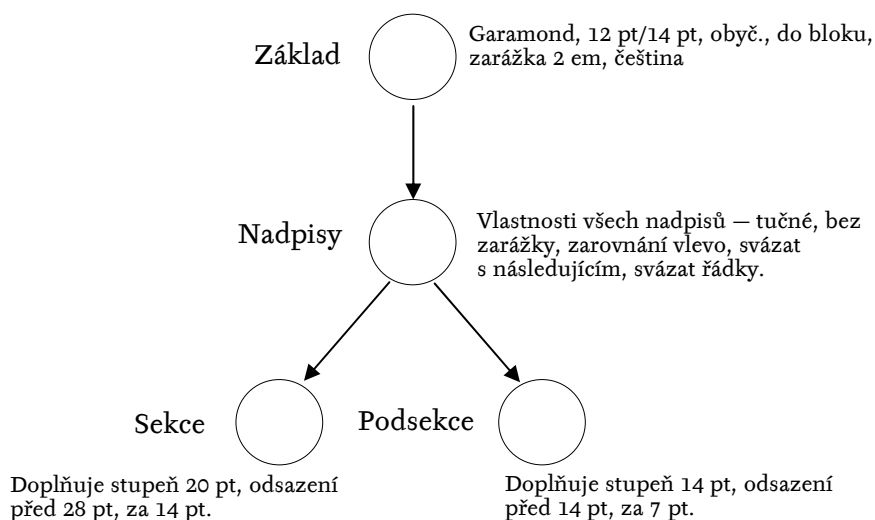 Základ
Garamond, 12 pt/14 pt, obyč., do bloku,
zarážka 2 em, čeština
Nadpisy
Vlastnosti všech nadpisů — tučné, bez
zarážky, zarovnání vlevo, svázat
s následujícím, svázat řádky.
Sekce
Podsekce
Doplňuje stupeň 20 pt, odsazení
před 28 pt, za 14 pt.
Doplňuje stupeň 14 pt, odsazení
před 14 pt, za 7 pt.